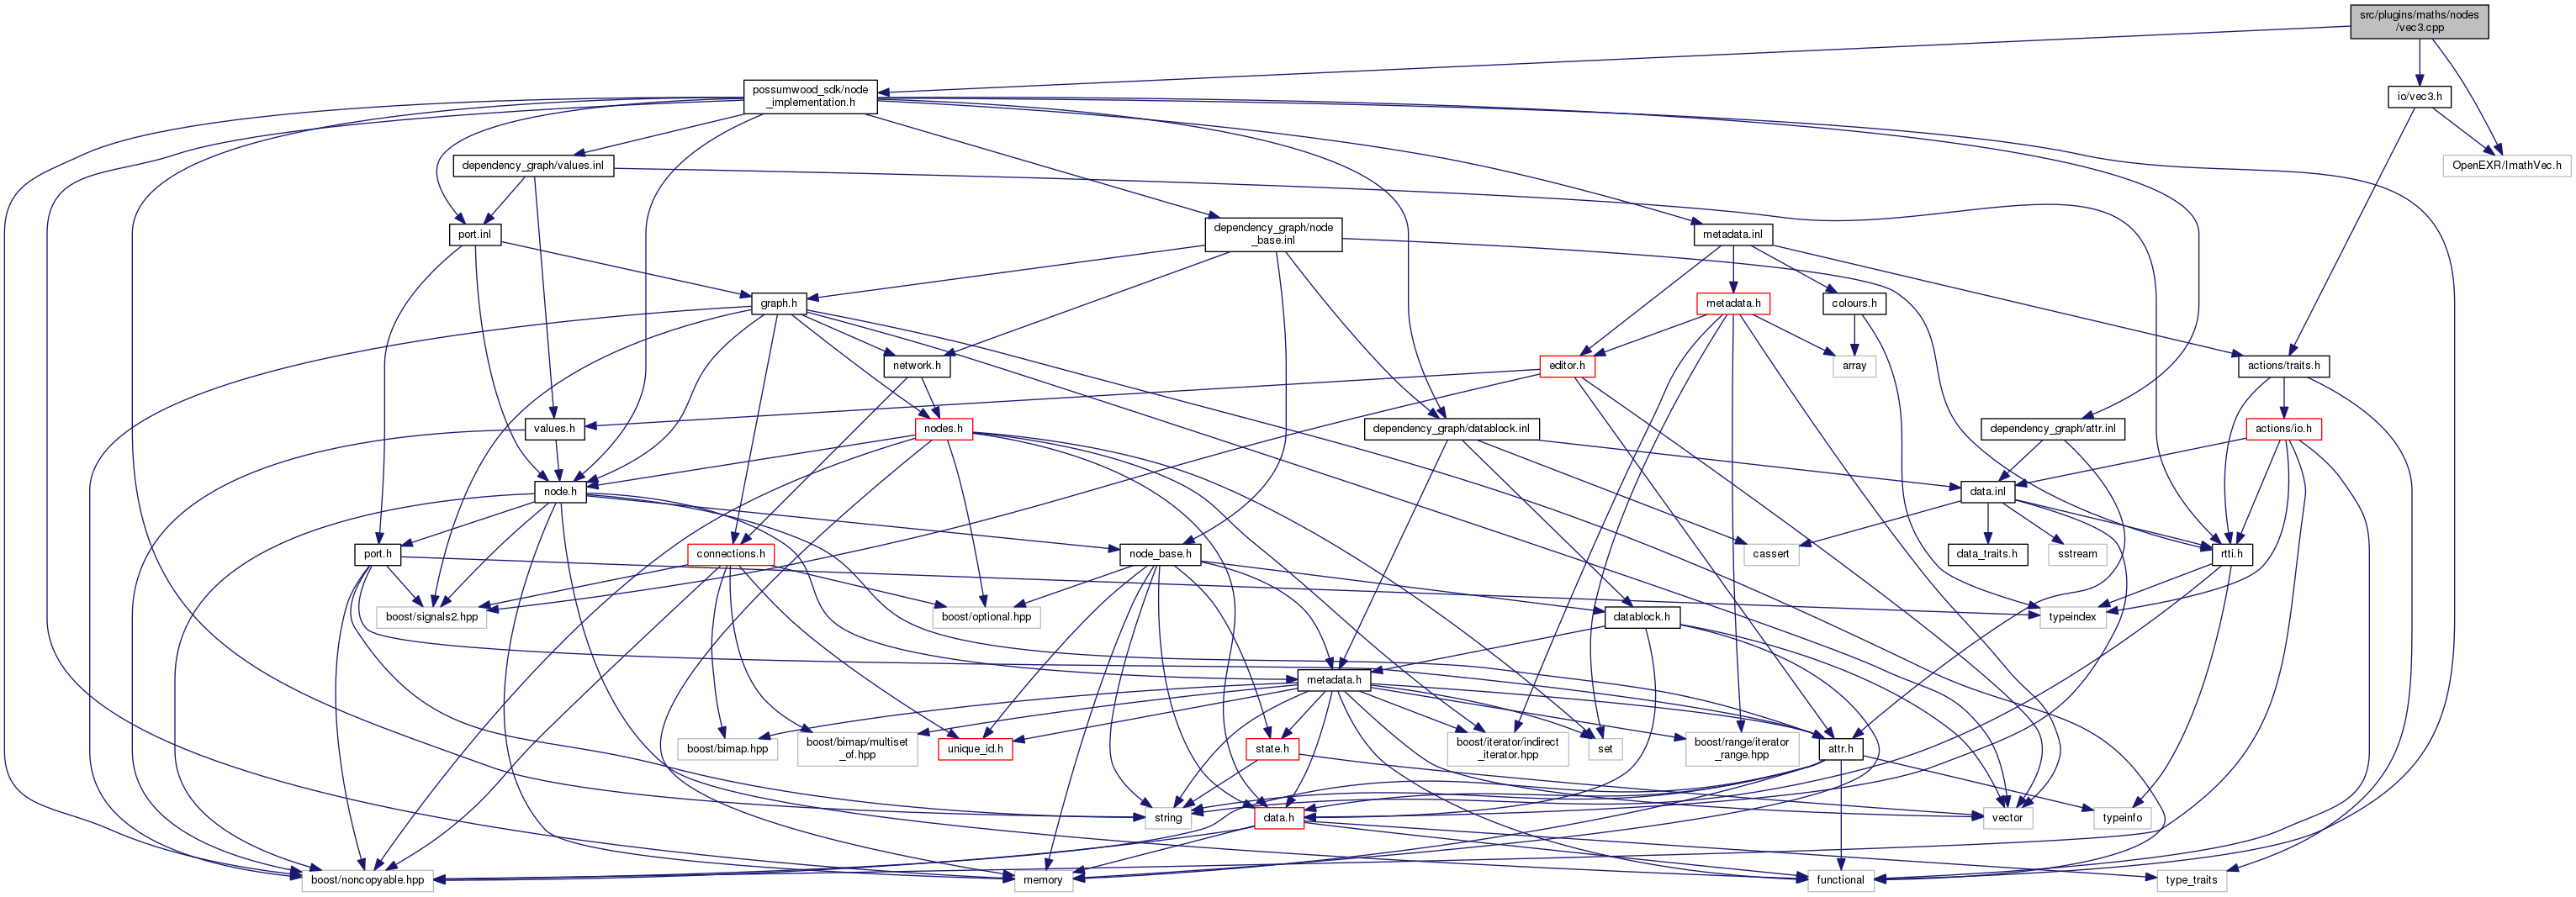 src/plugins/maths/nodes
/vec3.cpp
possumwood_sdk/node
_implementation.h
io/vec3.h
dependency_graph/values.inl
OpenEXR/ImathVec.h
port.inl
dependency_graph/node
_base.inl
metadata.inl
graph.h
metadata.h
colours.h
network.h
editor.h
array
actions/traits.h
values.h
nodes.h
dependency_graph/datablock.inl
dependency_graph/attr.inl
actions/io.h
node.h
data.inl
port.h
connections.h
node_base.h
cassert
data_traits.h
sstream
rtti.h
boost/signals2.hpp
boost/optional.hpp
datablock.h
typeindex
metadata.h
boost/bimap.hpp
boost/bimap/multiset
_of.hpp
unique_id.h
state.h
boost/iterator/indirect
_iterator.hpp
set
boost/range/iterator
_range.hpp
attr.h
string
data.h
vector
typeinfo
boost/noncopyable.hpp
memory
functional
type_traits